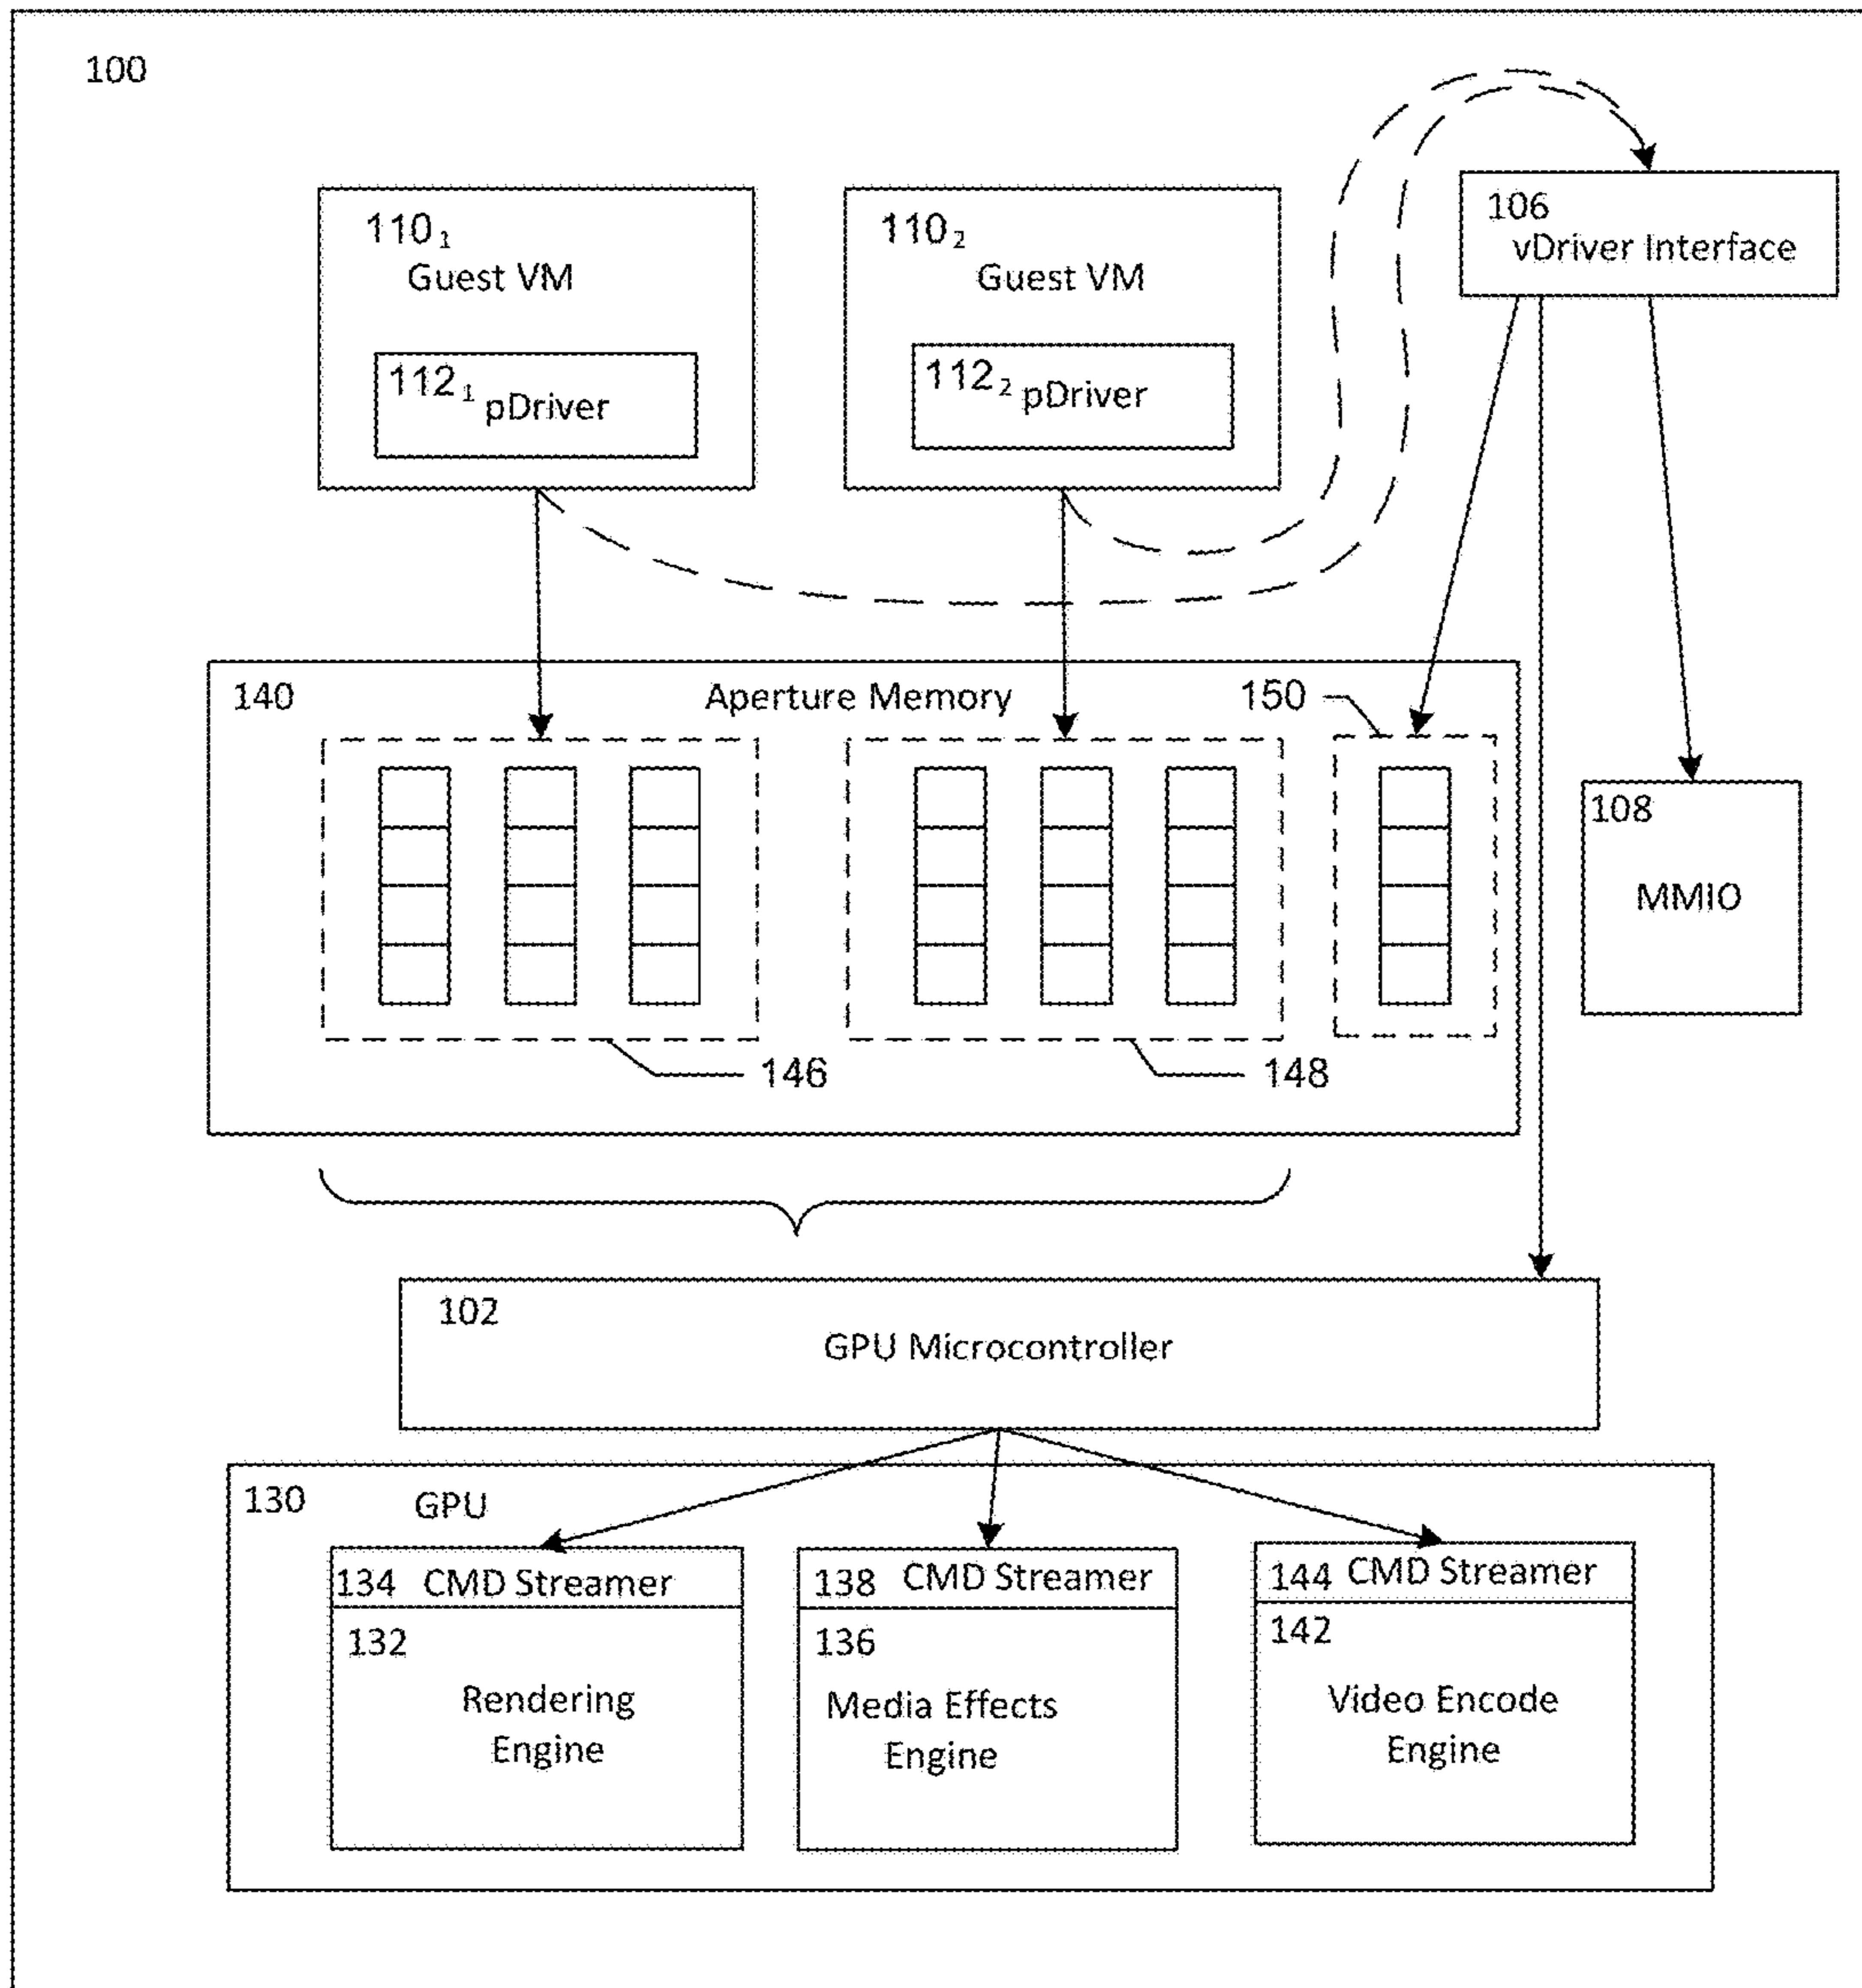 100
110₁
Guest VM
112₁ pDriver
110₂
Guest VM
112₂ pDriver
106
vDriver Interface
140
Aperture Memory
150
108
MMIO
146
148
102
GPU Microcontroller
130
GPU
134 CMD Streamer
132
Rendering
Engine
138 CMD Streamer
136
Media Effects
Engine
144 CMD Streamer
142
Video Encode
Engine